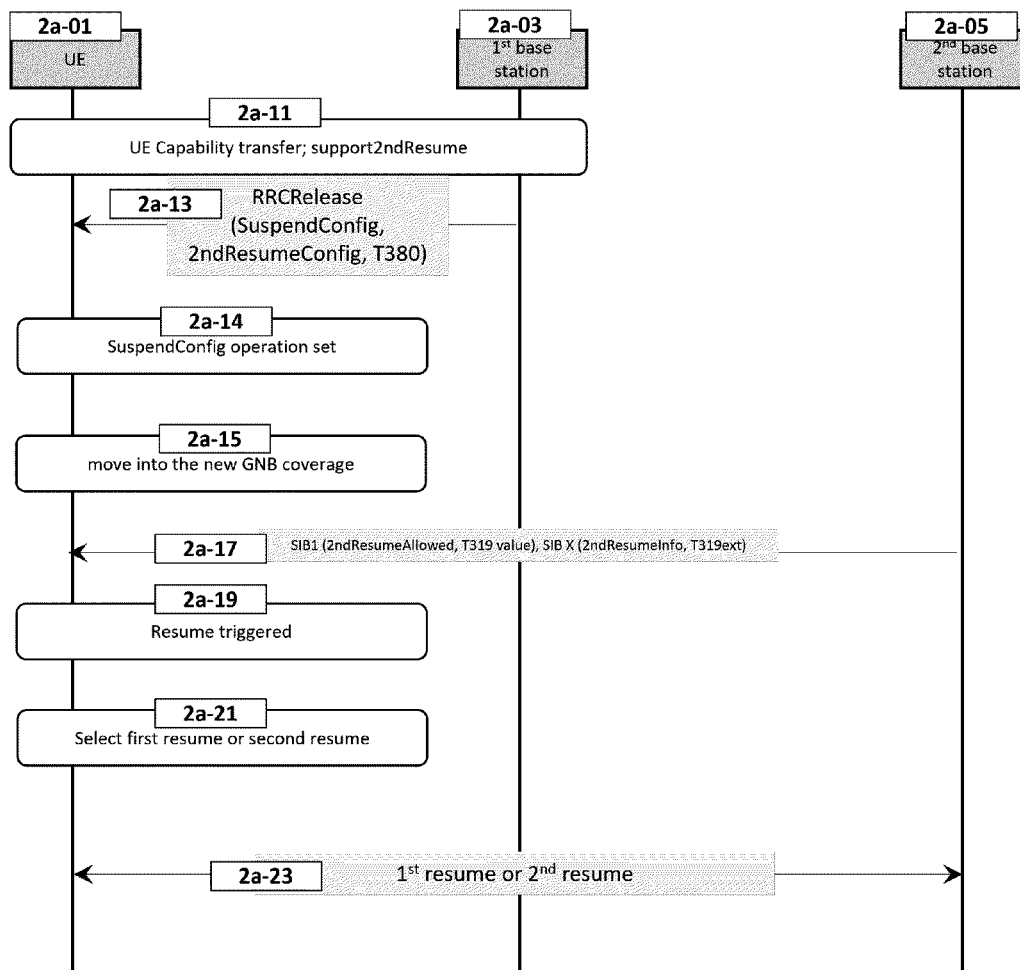 2a-01
UE
2a-03
1st base
station
2a-05
2nd base
station
2a-11
UE Capability transfer; support2ndResume
2a-13
RRCRelease
(SuspendConfig,
2ndResumeConfig, T380)
2a-14
SuspendConfig operation set
2a-15
move into the new GNB coverage
2a-17
SIB1 (2ndResumeAllowed, T319 value), SIB X (2ndResumeInfo, T319ext)
2a-19
Resume triggered
2a-21
Select first resume or second resume
2a-23
1st resume or 2nd resume